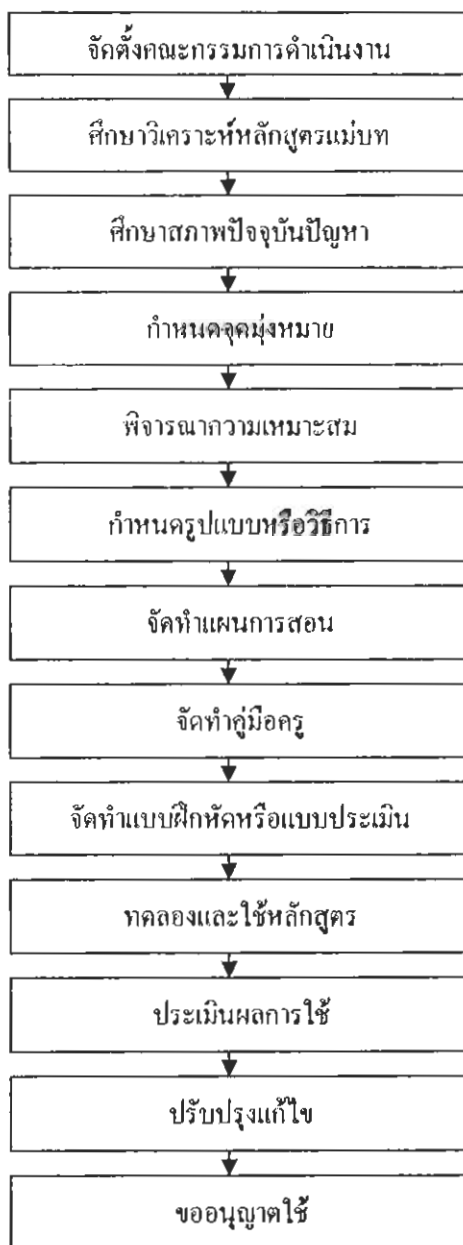 จัดตั้งคณะกรรมการดำเนินงาน
ศึกษาวิเคราะห์หลักสูตรแม่บท
ศึกษาสภาพปัจจุบันปัญหา
กำหนดจุดมุ่งหมาย
พิจารณาความเหมาะสม
กำหนดรูปแบบหรือวิธีการ
จัดทำแผนการสอน
จัดทำคู่มือครู
จัดทำแบบฝึกหัดหรือแบบประเมิน
ทดลองและใช้หลักสูตร
ประเมินผลการใช้
ปรับปรุงแก้ไข
ขออนุญาตใช้